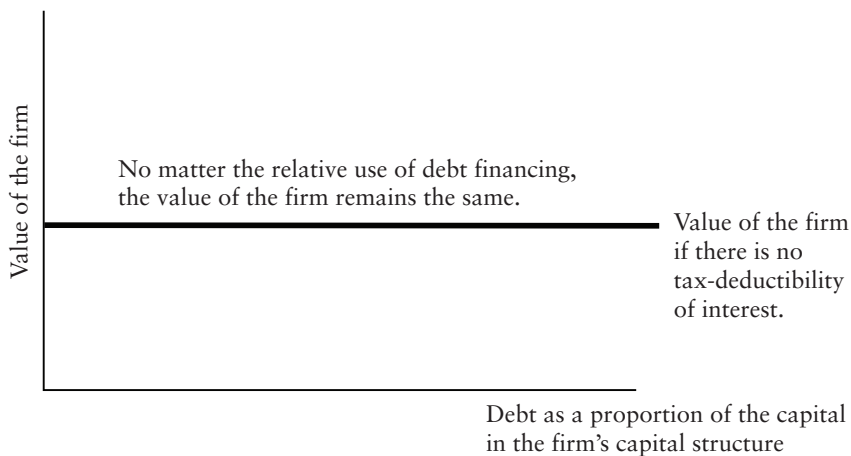 Value of the firm
No matter the relative use of debt financing,
the value of the firm remains the same.
Value of the firm
if there is no
tax-deductibility
of interest.
Debt as a proportion of the capital
in the firm’s capital structure